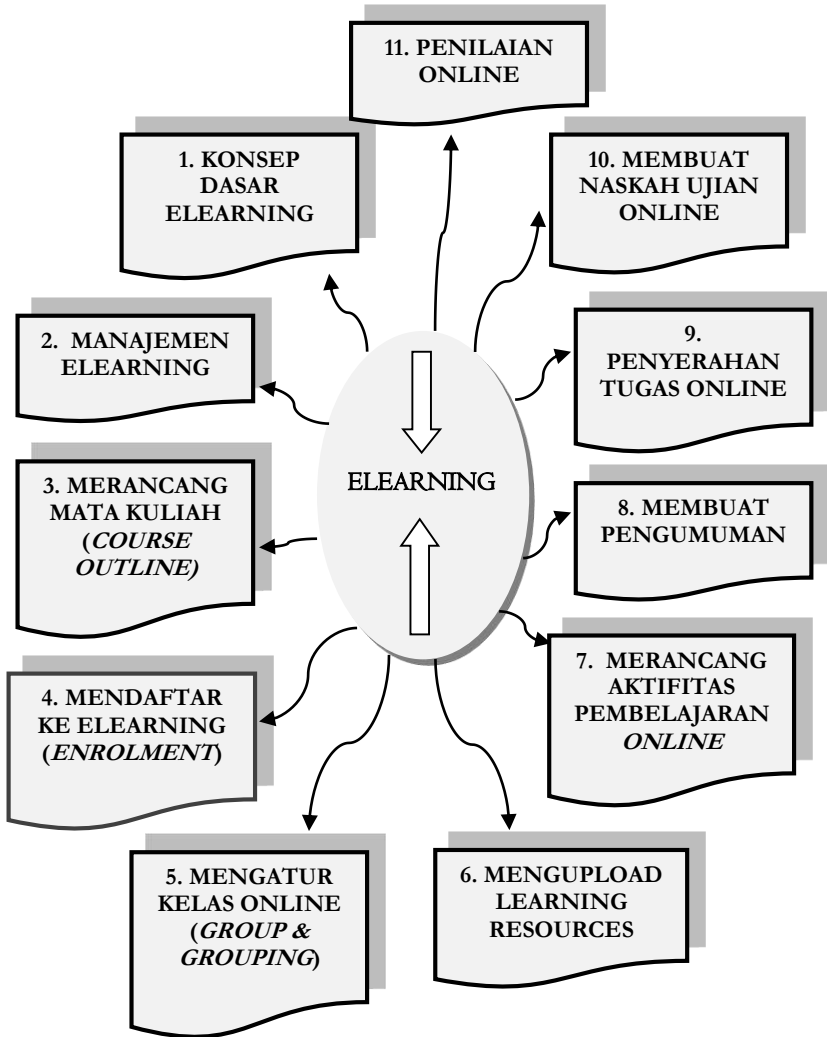 11. PENILAIAN
ONLINE
1. KONSEP
DASAR
ELEARNING
10. MEMBUAT
NASKAH UJIAN
ONLINE
2. MANAJEMEN
ELEARNING
9.
PENYERAHAN
TUGAS ONLINE
ELEARNING
3. MERANCANG
MATA KULIAH
(COURSE
OUTLINE)
8. MEMBUAT
PENGUMUMAN
4. MENDAFTAR
KE ELEARNING
(ENROLMENT)
7. MERANCANG
AKTIFITAS
PEMBELAJARAN
ONLINE
5. MENGATUR
KELAS ONLINE
(GROUP &
GROUPING)
6. MENGUPLOAD
LEARNING
RESOURCES